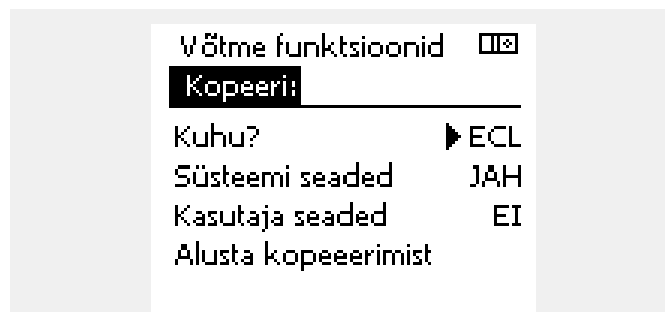 Võtme funktsioonid
Kopeeri:
Kuhu? ECL
Süsteemi seaded JAH
Kasutaja seaded EI
Alusta kopeeerimist